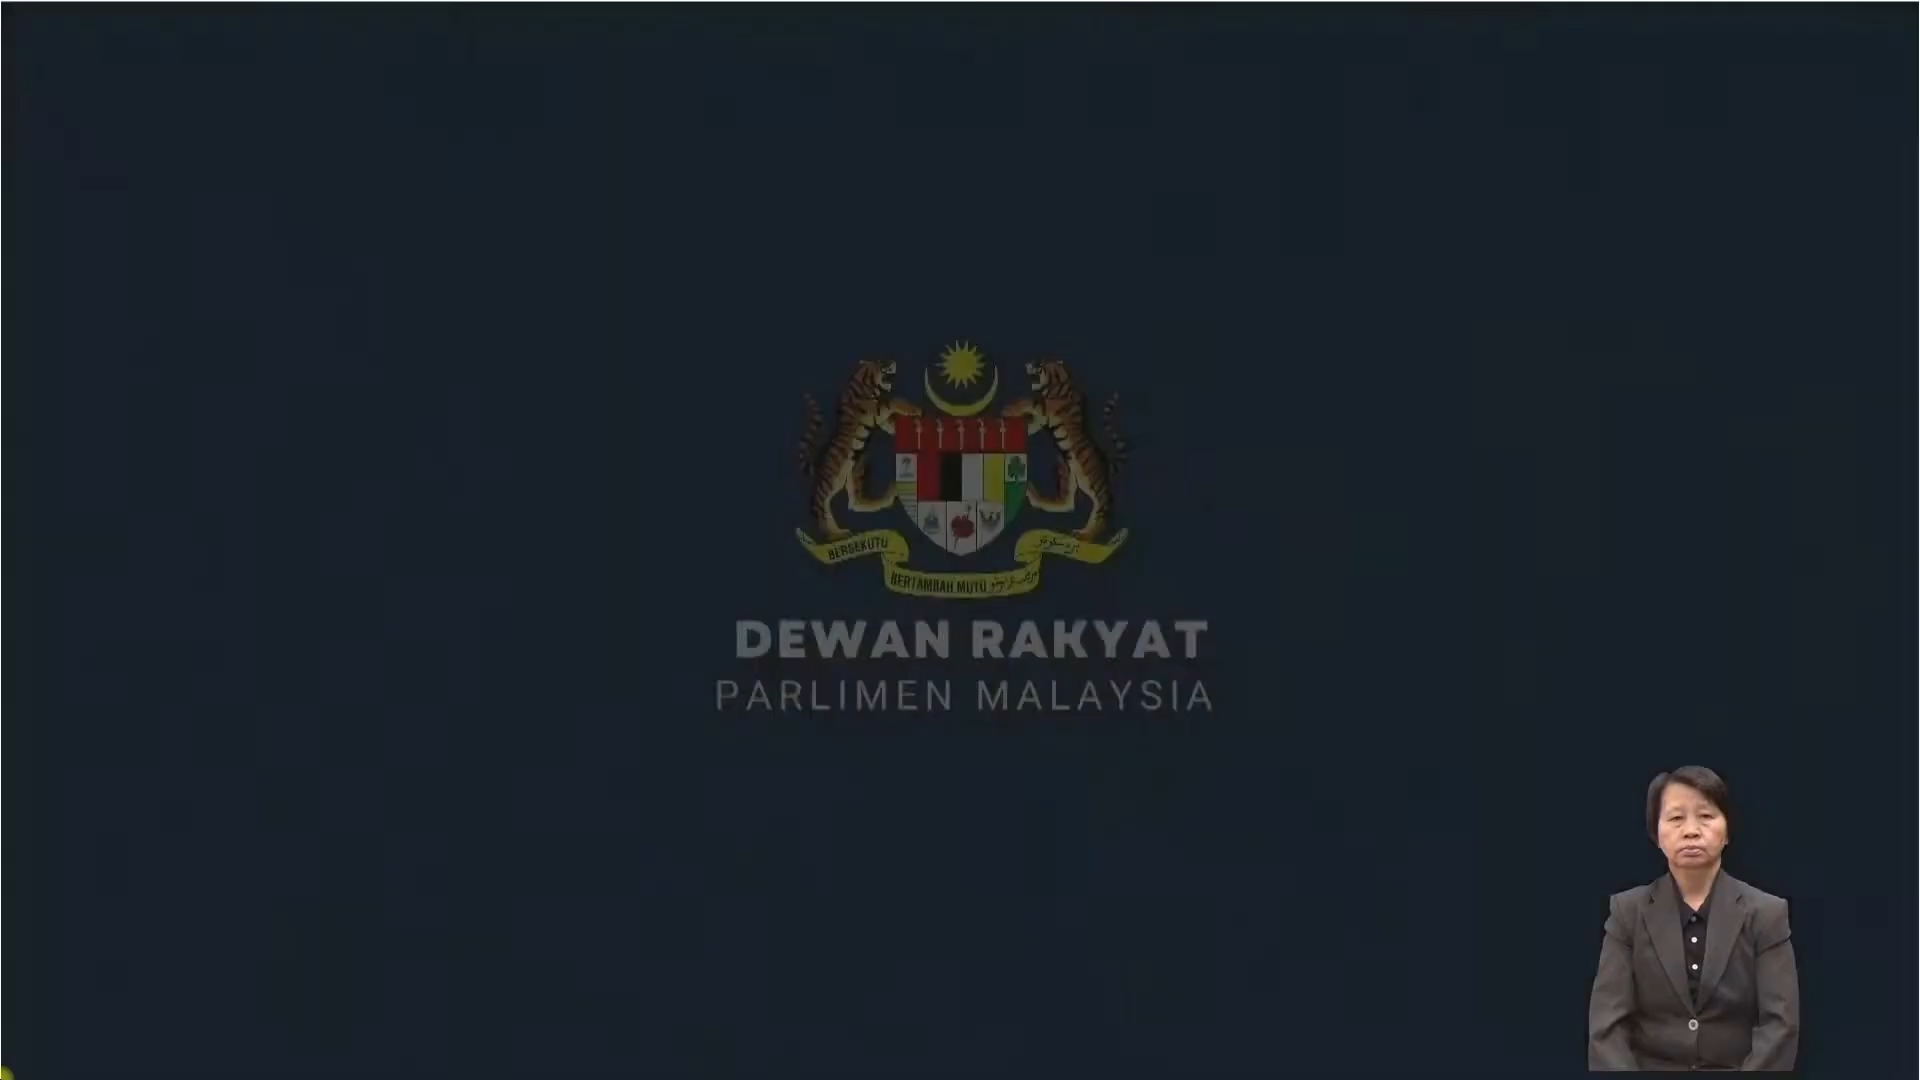 BERSEKUTU
BERTAMBAH MUTU
DEWAN RAKYAT
PARLIMEN MALAYSIA